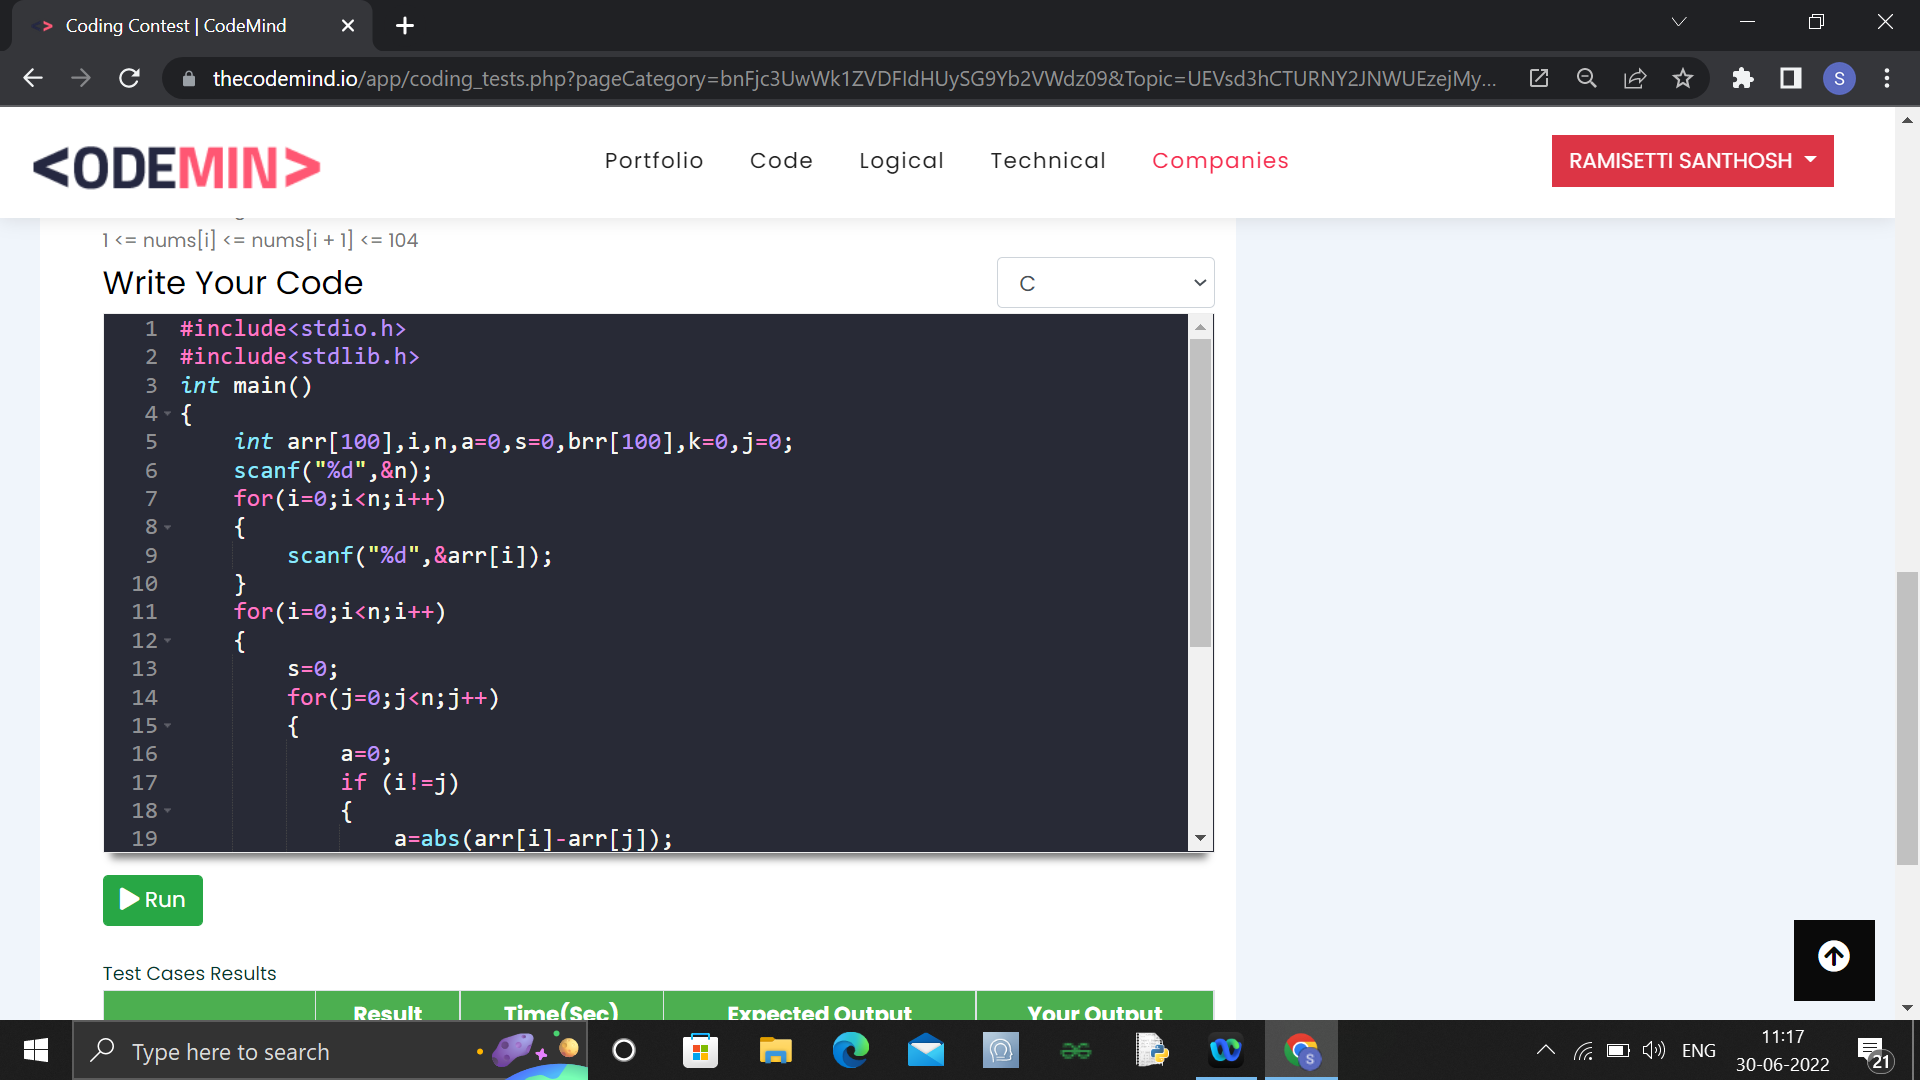 Coding Contest | CodeMind
thecodemind.io/app/coding_tests.php?pageCategory=bnFjc3UwWk1ZVDFIdHUySG9Yb2VWdz09&Topic=UEVsd3hCTURNY2JNWUEzejMy...
S
<ODEMIN>
Portfolio
Code
Logical
Technical
Companies
RAMISETTI SANTHOSH
1 <= nums[i] <= nums[i + 1] <= 104
Write Your Code
C
1 #include<stdio.h>
2 #include<stdlib.h>
3 int main()
4 {
5 int arr[100],i,n,a=0,s=0,brr[100],k=0,j=0;
6 scanf("%d",&n);
7 for(i=0;i<n;i++)
8 {
9 scanf("%d",&arr[i]);
10 }
11 for(i=0;i<n;i++)
12 {
13 s=0;
14 for(j=0;j<n;j++)
15 {
16 a=0;
17 if (i!=j)
18 {
19 a=abs(arr[i]-arr[j]);
Run
Test Cases Results
Result
Time(Sec)
Expected Output
Your Output
Type here to search
S
ENG
11:17
30-06-2022
21